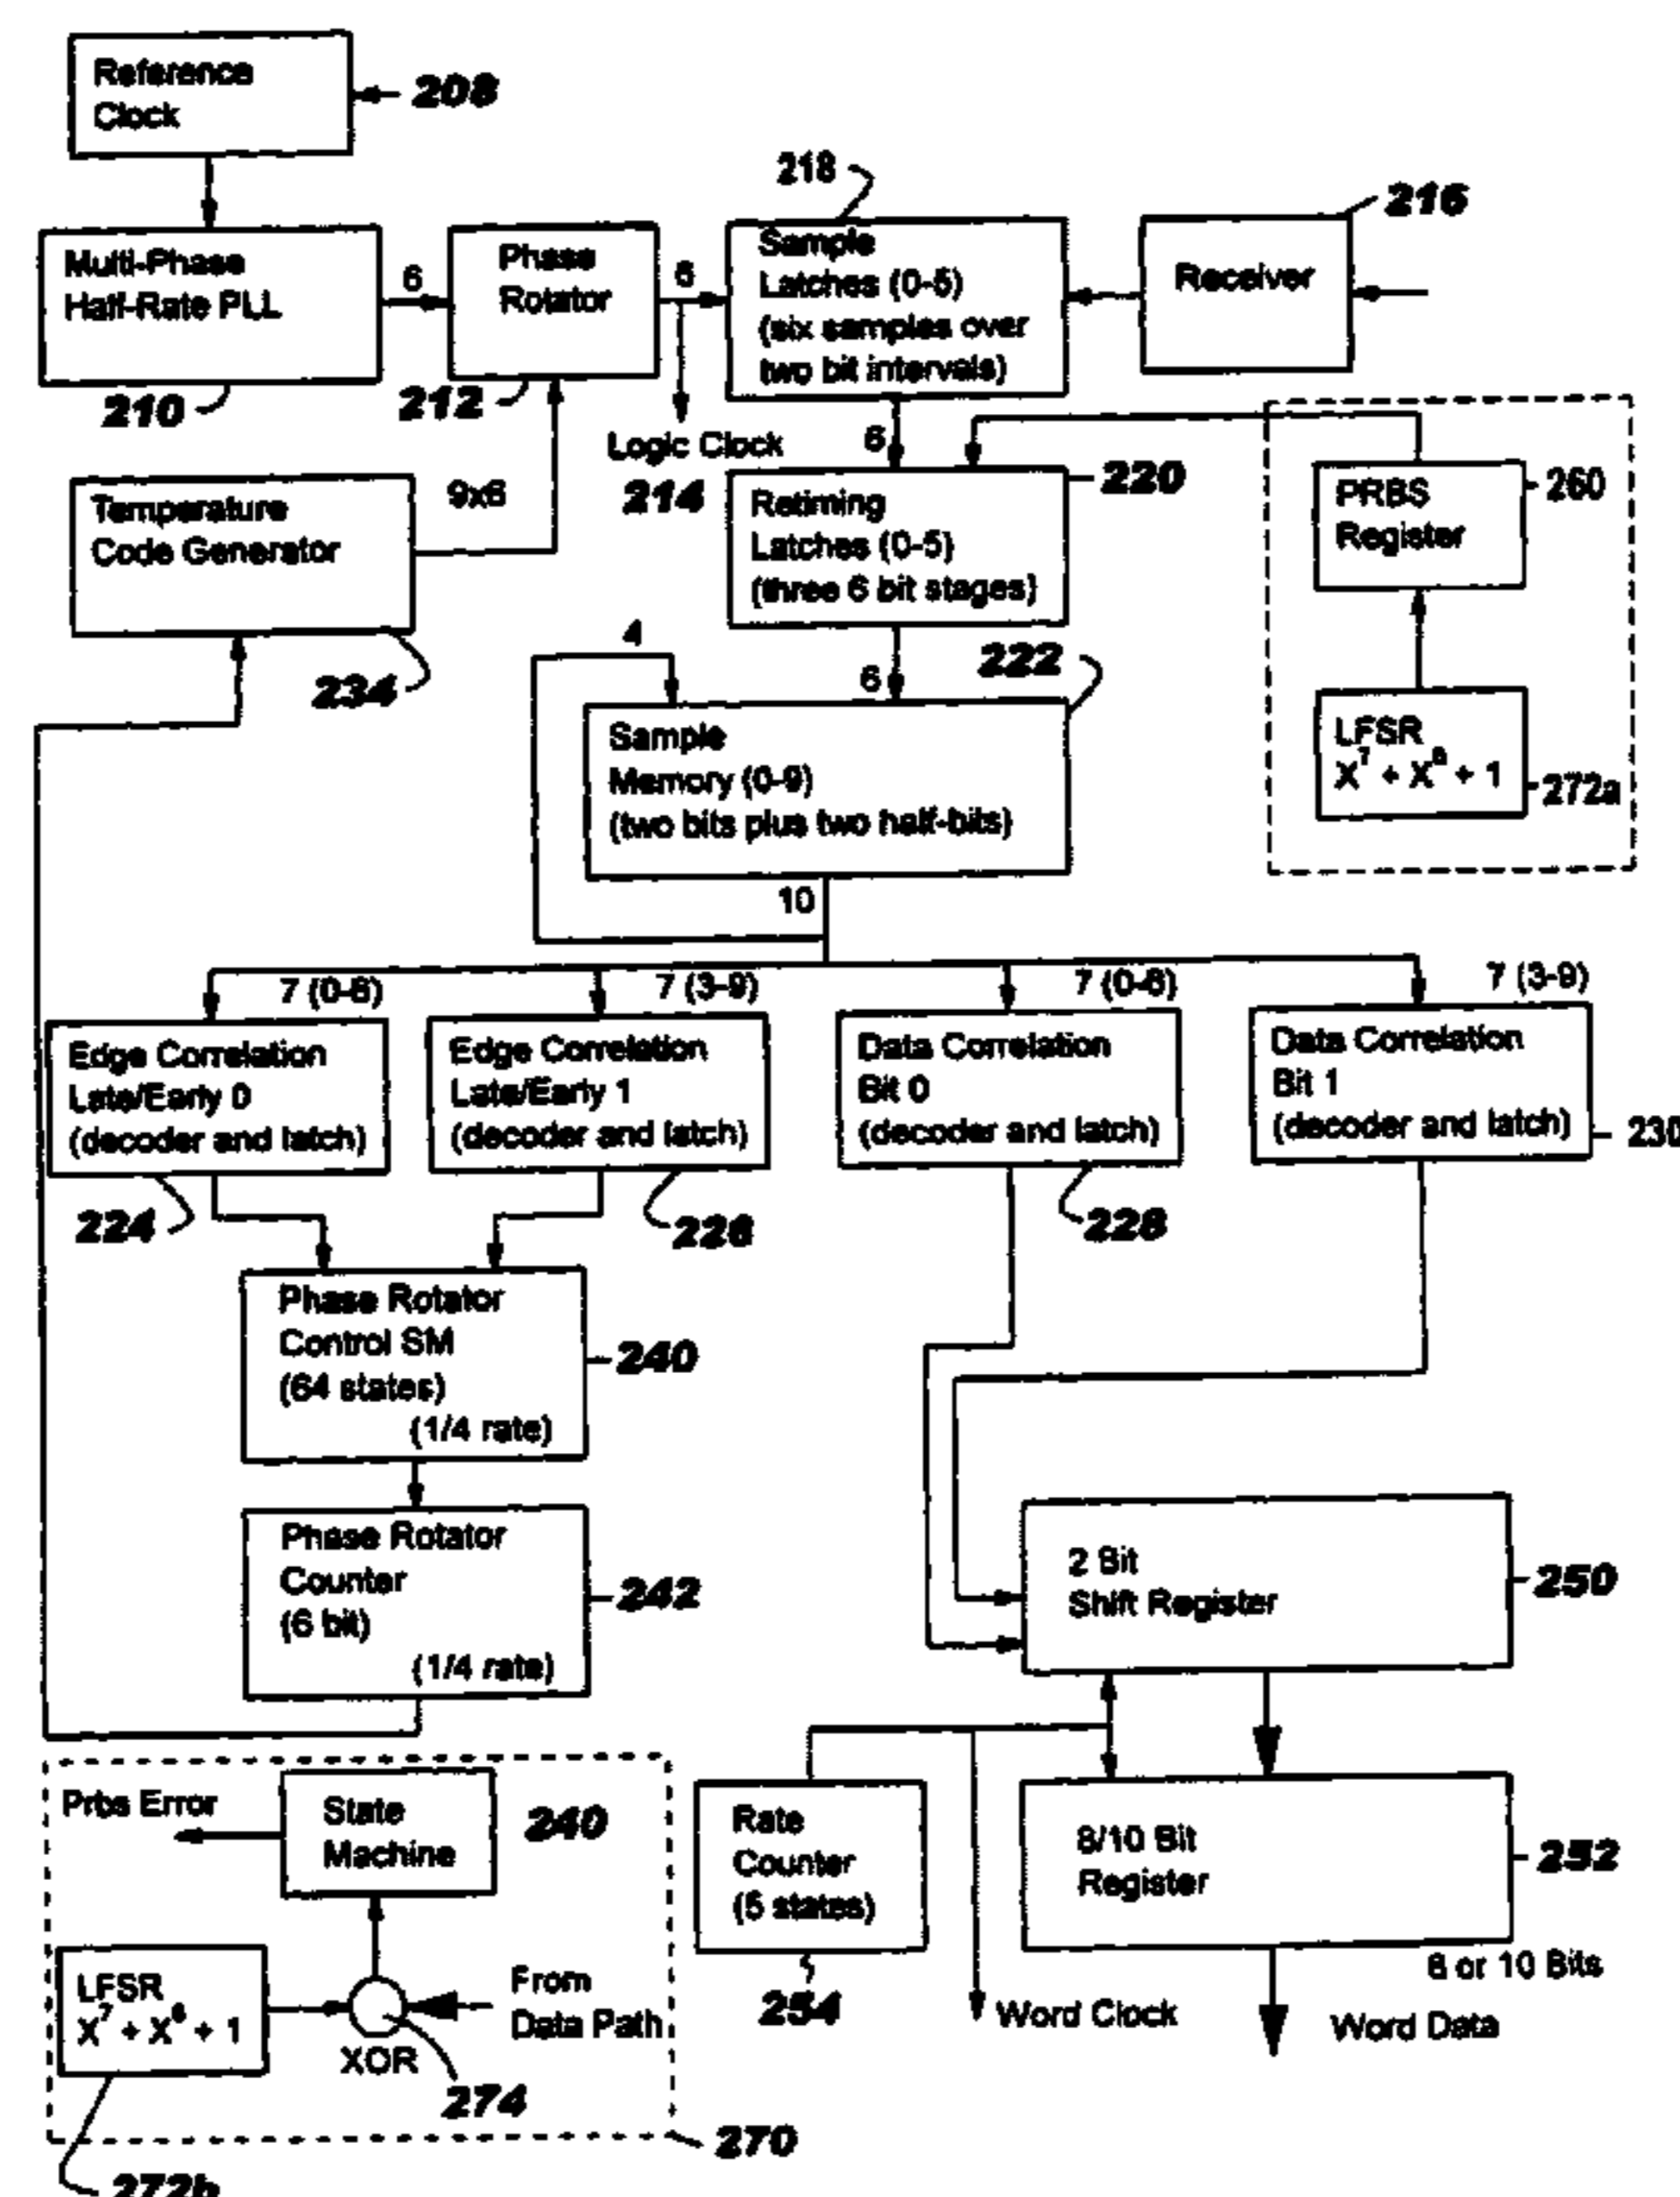 Reference
Clock
208
218
216
Multi-Phase
Half-Rate PLL
6
Phase
Rotator
6
Sample
Latches (0-5)
(six samples over
two bit intervals)
Receiver
210
212
Logic Clock
214
6
Temperature
Code Generator
9x6
Retiming
Latches (0-5)
(three 6 bit stages)
220
PRBS
Register
260
234
4
6
222
Sample
Memory (0-9)
(two bits plus two half-bits)
LFSR
X^7 + X^6 + 1
272a
10
7 (0-6)
7 (3-9)
7 (0-6)
7 (3-9)
Edge Correlation
Late/Early 0
(decoder and latch)
Edge Correlation
Late/Early 1
(decoder and latch)
Data Correlation
Bit 0
(decoder and latch)
Data Correlation
Bit 1
(decoder and latch)
230
224
226
228
Phase Rotator
Control SM
(64 states)
(1/4 rate)
240
Phase Rotator
Counter
(6 bit)
(1/4 rate)
242
2 Bit
Shift Register
250
Prbs Error
State
Machine
240
Rate
Counter
(5 states)
254
8/10 Bit
Register
252
8 or 10 Bits
LFSR
X^7 + X^6 + 1
XOR
From
Data Path
274
Word Clock
Word Data
270
272b